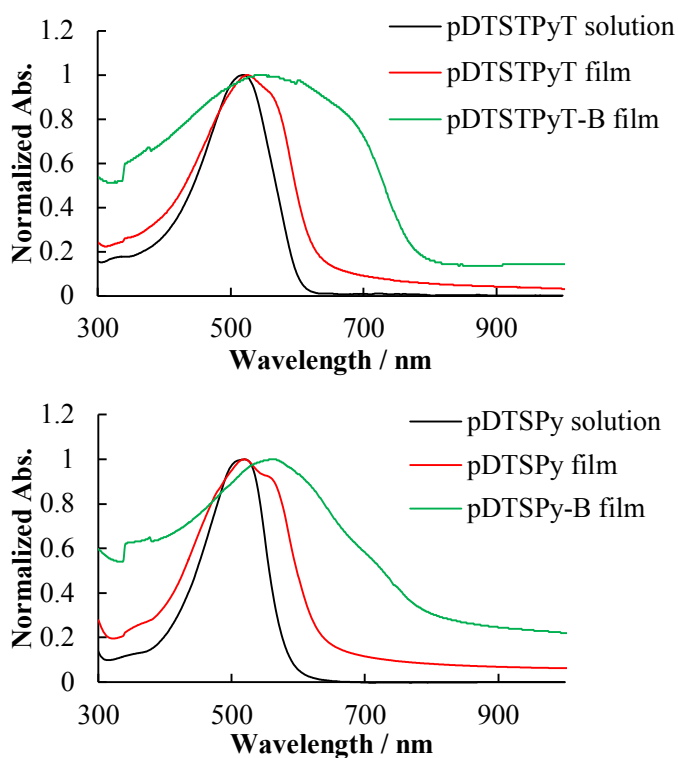 1.2
1
0.8
0.6
0.4
0.2
0
Normalized Abs.
pDTSTPyT solution
pDTSTPyT film
pDTSTPyT-B film
300 500 700 900
Wavelength / nm
1.2
1
0.8
0.6
0.4
0.2
0
Normalized Abs.
pDTSPy solution
pDTSPy film
pDTSPy-B film
300 500 700 900
Wavelength / nm